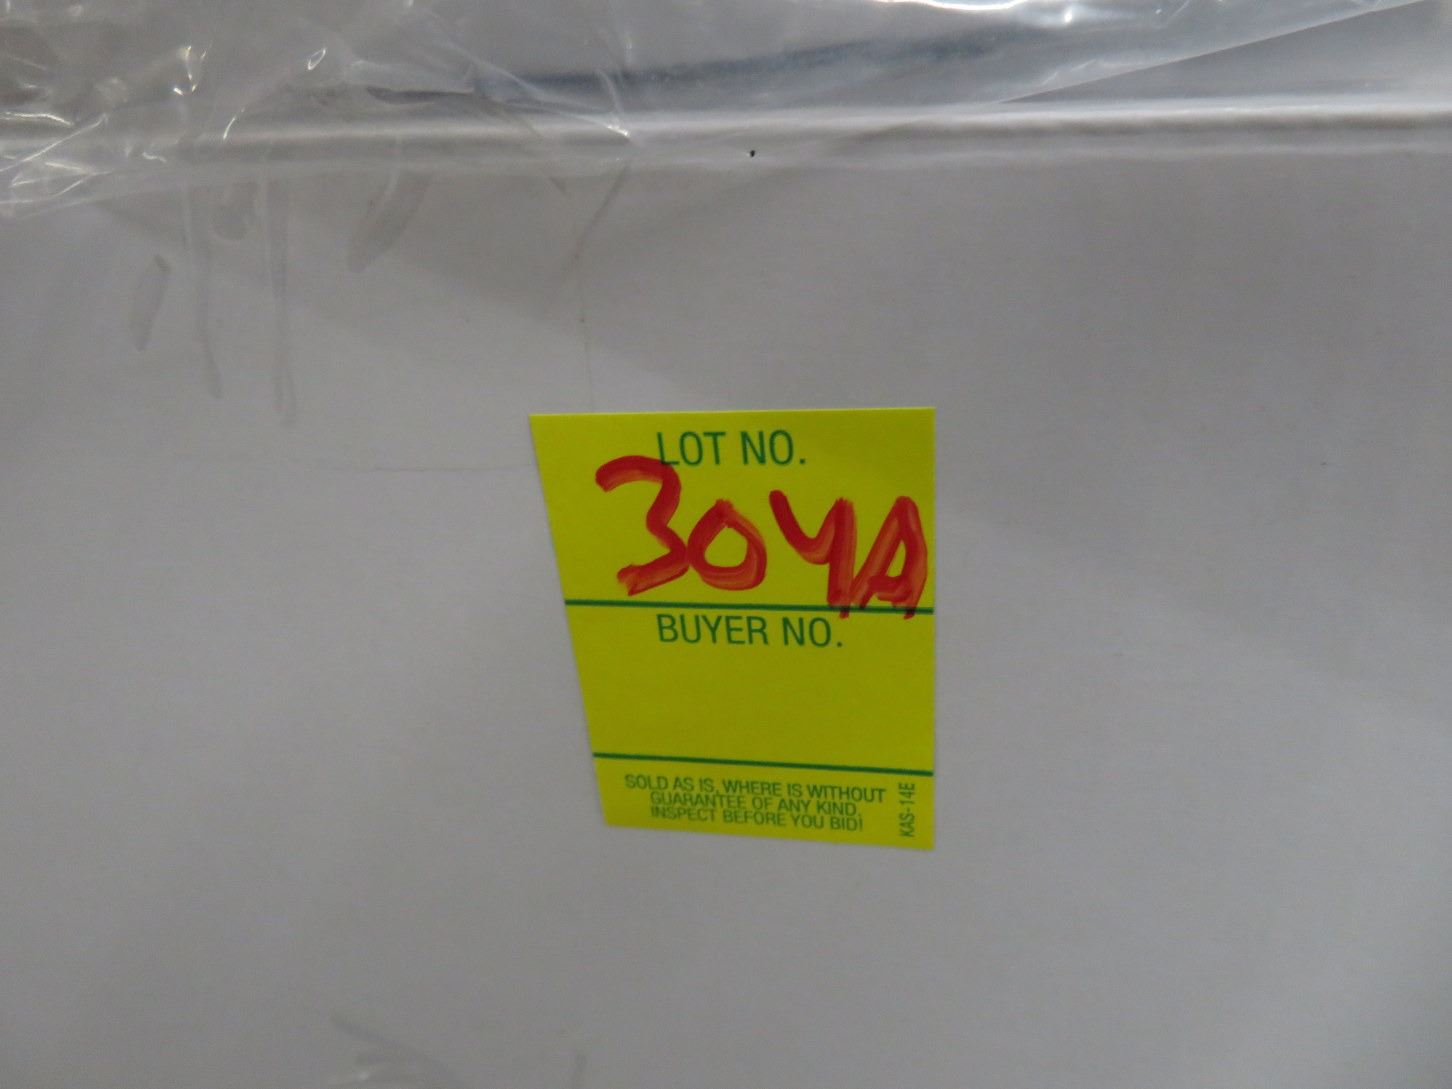 LOT NO.
304A
BUYER NO.
SOLD AS IS, WHERE IS WITHOUT
GUARANTEE OF ANY KIND,
INSPECT BEFORE YOU BID!
KAS-14E